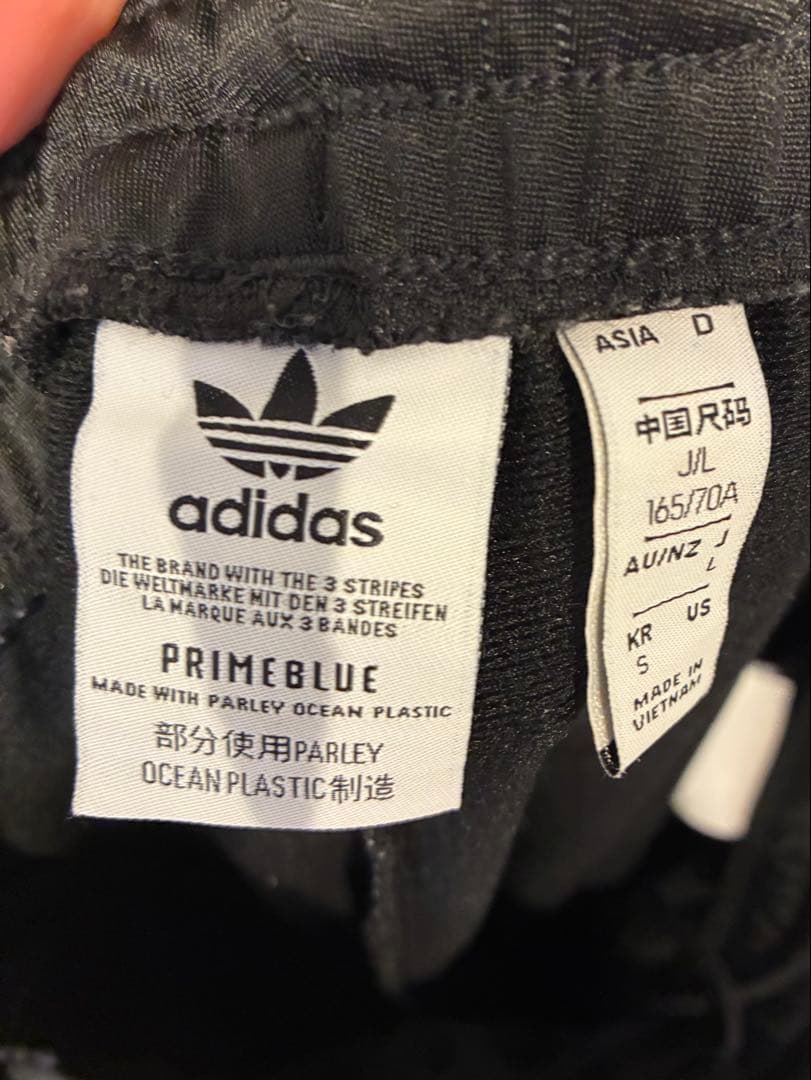 adidas
THE BRAND WITH THE 3 STRIPES
DIE WELTMARKE MIT DEN 3 STREIFEN
LA MARQUE AUX 3 BANDES
PRIMEBLUE
MADE WITH PARLEY OCEAN PLASTIC
部分使用PARLEY
OCEAN PLASTIC制造
ASIA D
中国尺码
J/L
165/70A
AU/NZ J
L
KR US
S
MADE IN
VIETNAM